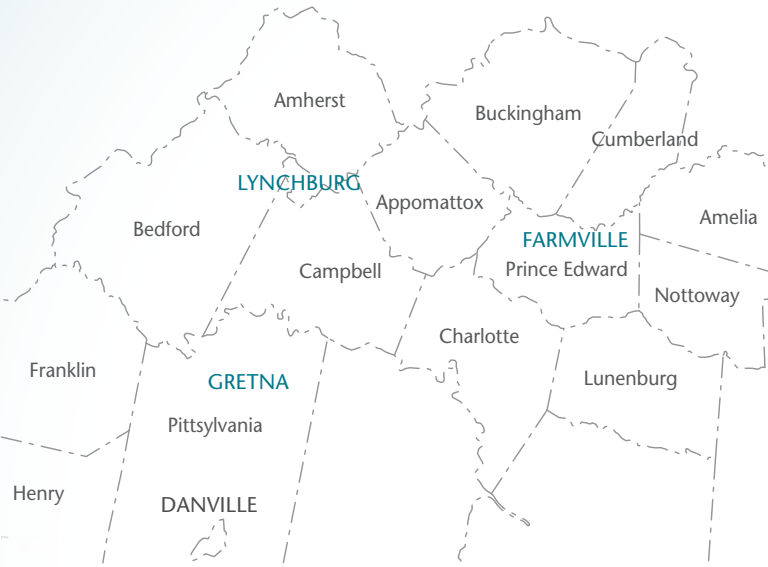 Amherst
Buckingham
Cumberland
LYNCHBURG
Appomattox
Amelia
Bedford
FARMVILLE
Campbell
Prince Edward
Nottoway
Charlotte
Franklin
GRETNA
Lunenburg
Pittsylvania
Henry
DANVILLE